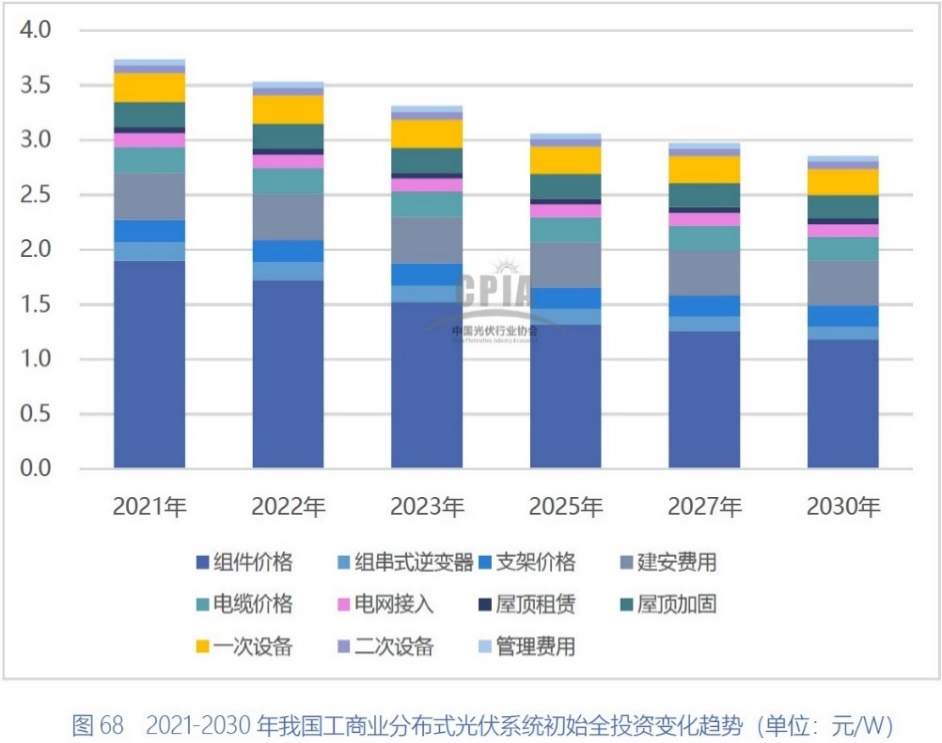 4.0
3.5
3.0
2.5
2.0
1.5
1.0
0.5
0.0
CPIA
中国光伏行业协会
2021年 2022年 2023年 2025年 2027年 2030年
组件价格 组串式逆变器 支架价格 建安费用
电缆价格 电网接入 屋顶租赁 屋顶加固
一次设备 二次设备 管理费用
图 68 2021-2030 年我国工商业分布式光伏系统初始全投资变化趋势（单位：元/W）